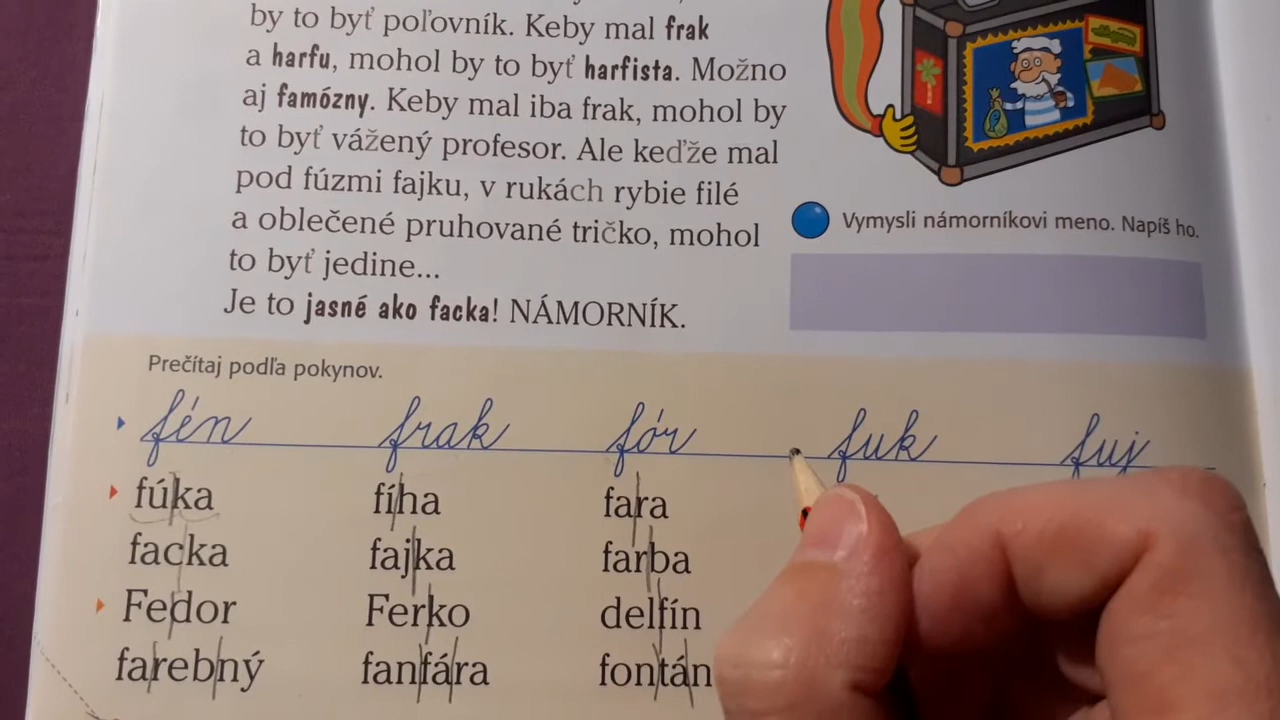 by to byť poľovník. Keby mal frak
a harfu, mohol by to byť harfista. Možno
aj famózny. Keby mal iba frak, mohol by
to byť vážený profesor. Ale keďže mal
pod fúzmi fajku, v rukách rybie filé
a oblečené pruhované tričko, mohol
to byť jedine...
Je to jasné ako facka! NÁMORNÍK.
Vymysli námorníkovi meno. Napíš ho.
Prečítaj podľa pokynov.
fén frak fór fuk fuj
fúka fíha fara
facka fajka farba
Fedor Ferko delfín
farebný fanfára fontán